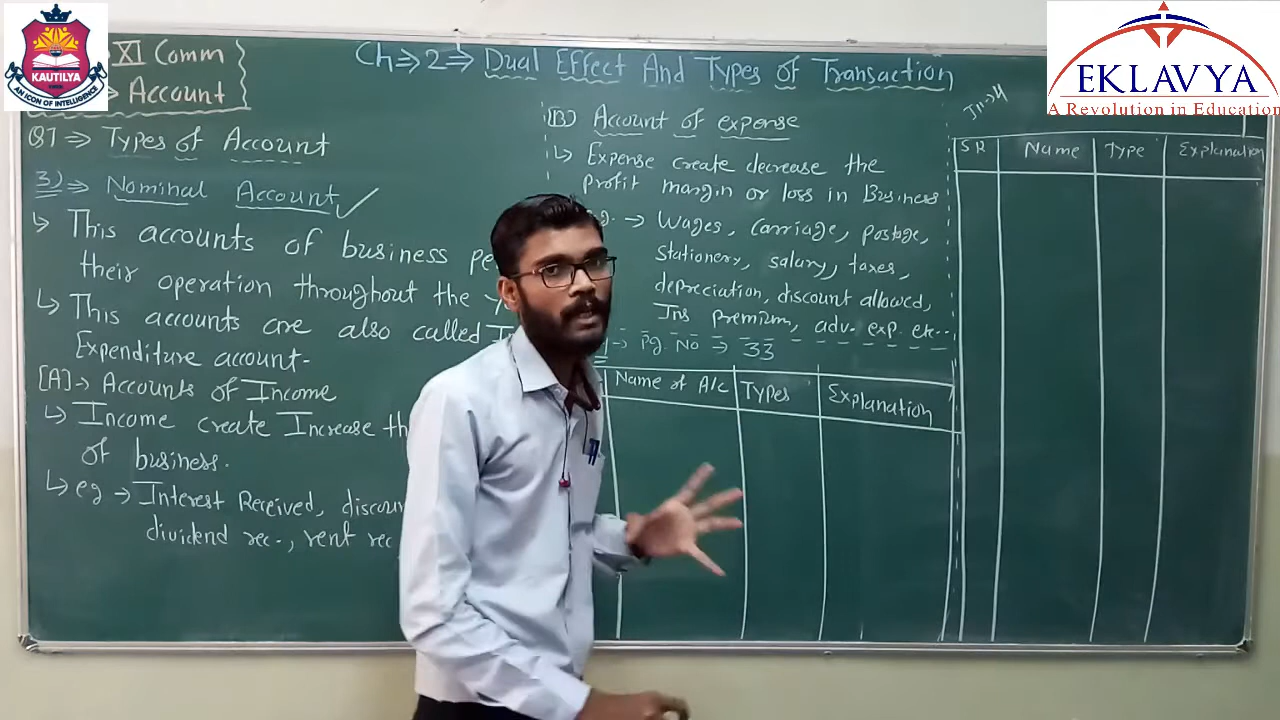 KAUTILYA
AN ICON OF INTELLIGENCE
EKLAVYA
A Revolution in Education
XI Comm
Account
Ch ⇒ 2 ⇒ Dual Effect And Types of Transaction
Q1 ⇒ Types of Account
3) ⇒ Nominal Account ✓
↳ This accounts of business
their operation throughout the
↳ This accounts are also called
Expenditure account.
[A] → Accounts of Income
↳ Income create Increase
of business.
↳ eg → Interest Received,
dividend rec., rent rec
[B] Account of expense
↳ Expense create decrease the
profit margin or loss in Business
→ Wages, carriage, postage,
stationery, salary, taxes,
depreciation, discount allowed,
Ins premium, adv. exp. etc..
→ Pg. No ⇒ 33
Name of A/c Types Explanation
SR Name Type Explanation